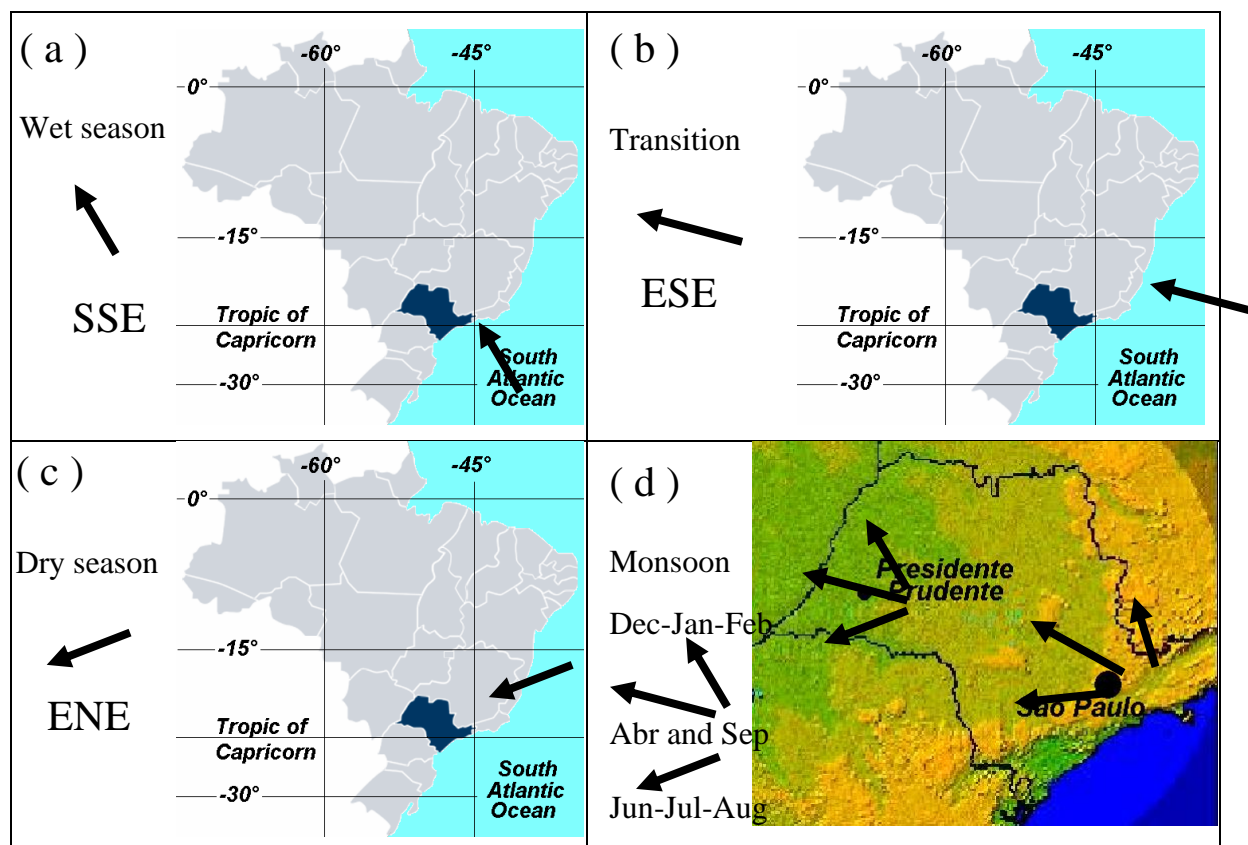 ( a )
-60°
-45°
0°
Wet season
-15°
SSE
Tropic of
Capricorn
South
Atlantic
Ocean
-30°
( b )
-60°
-45°
0°
Transition
-15°
ESE
Tropic of
Capricorn
South
Atlantic
Ocean
-30°
( c )
-60°
-45°
0°
Dry season
-15°
ENE
Tropic of
Capricorn
South
Atlantic
Ocean
-30°
( d )
Monsoon
Dec-Jan-Feb
Abr and Sep
Jun-Jul-Aug
Presidente
Prudente
São Paulo